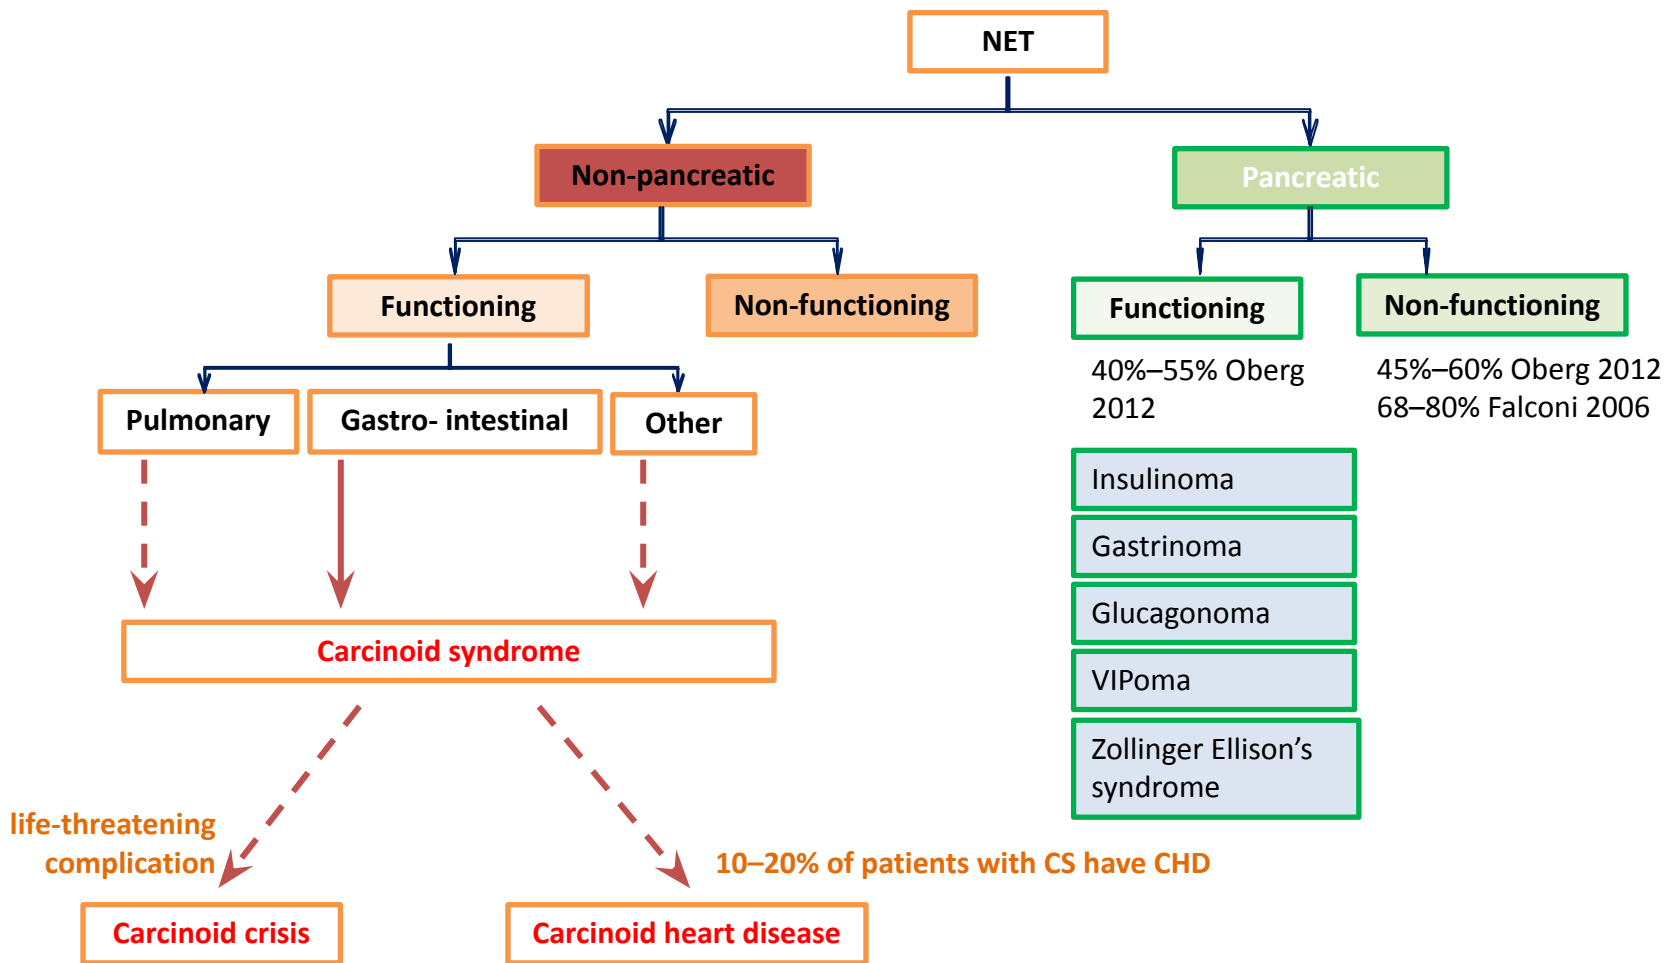 NET
Non-pancreatic
Pancreatic
Functioning
Non-functioning
Functioning
Non-functioning
40%–55% Oberg
2012
45%–60% Oberg 2012
68–80% Falconi 2006
Pulmonary
Gastro- intestinal
Other
Insulinoma
Gastrinoma
Glucagonoma
VIPoma
Zollinger Ellison’s
syndrome
Carcinoid syndrome
life-threatening
complication
10–20% of patients with CS have CHD
Carcinoid crisis
Carcinoid heart disease